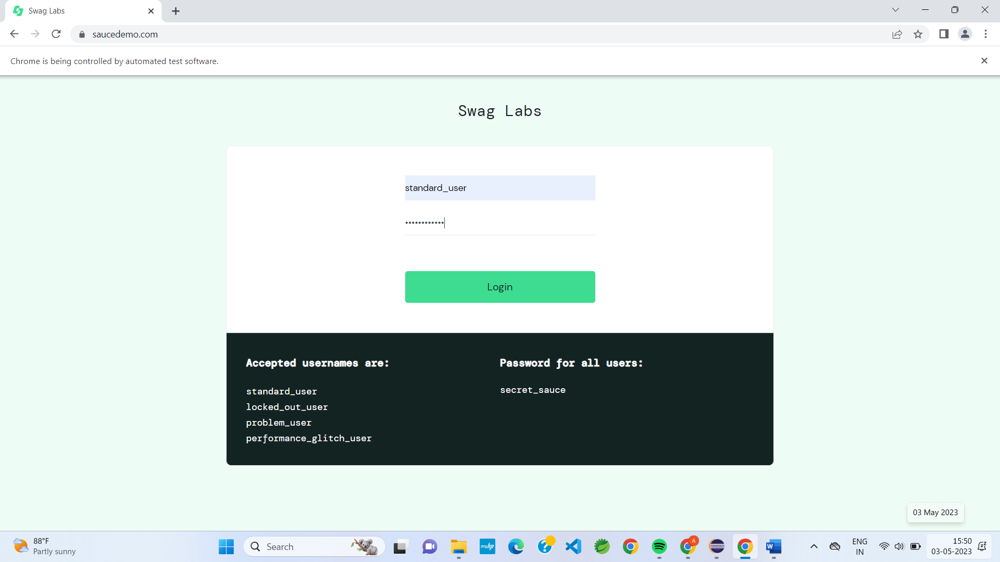 Swag Labs
saucedemo.com
Chrome is being controlled by automated test software.
Swag Labs
standard_user
••••••••••••
Login
Accepted usernames are:
standard_user
locked_out_user
problem_user
performance_glitch_user
Password for all users:
secret_sauce
03 May 2023
88°F
Partly sunny
Search
myhp
?
A
W
ENG
IN
15:50
03-05-2023